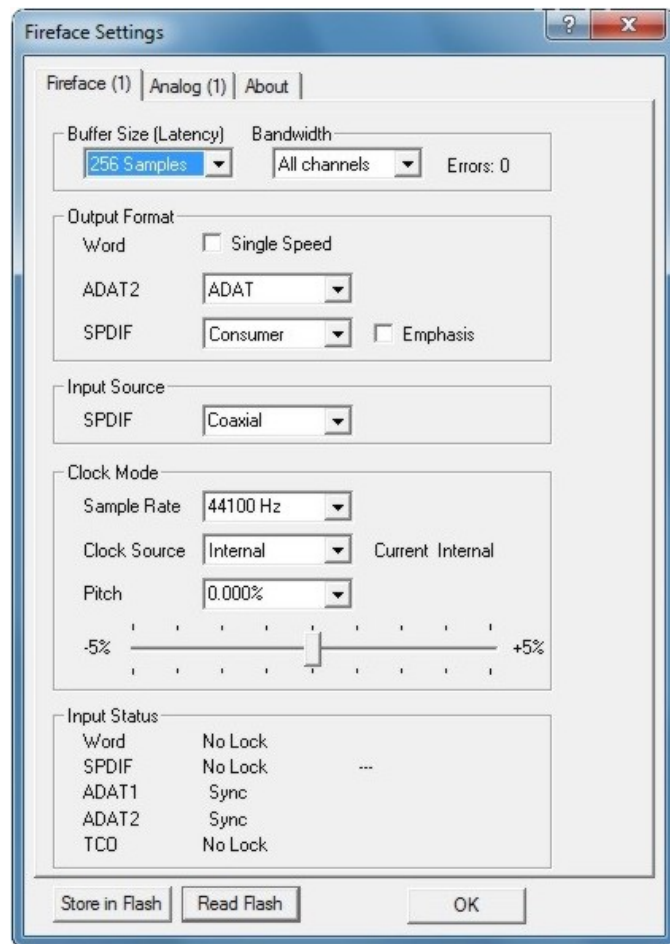 Fireface Settings
Fireface (1) Analog (1) About
Buffer Size (Latency) Bandwidth
256 Samples All channels Errors: 0
Output Format
Word Single Speed
ADAT2 ADAT
SPDIF Consumer Emphasis
Input Source
SPDIF Coaxial
Clock Mode
Sample Rate 44100 Hz
Clock Source Internal Current Internal
Pitch 0.000%
-5% +5%
Input Status
Word No Lock
SPDIF No Lock ---
ADAT1 Sync
ADAT2 Sync
TCO No Lock
Store in Flash Read Flash OK